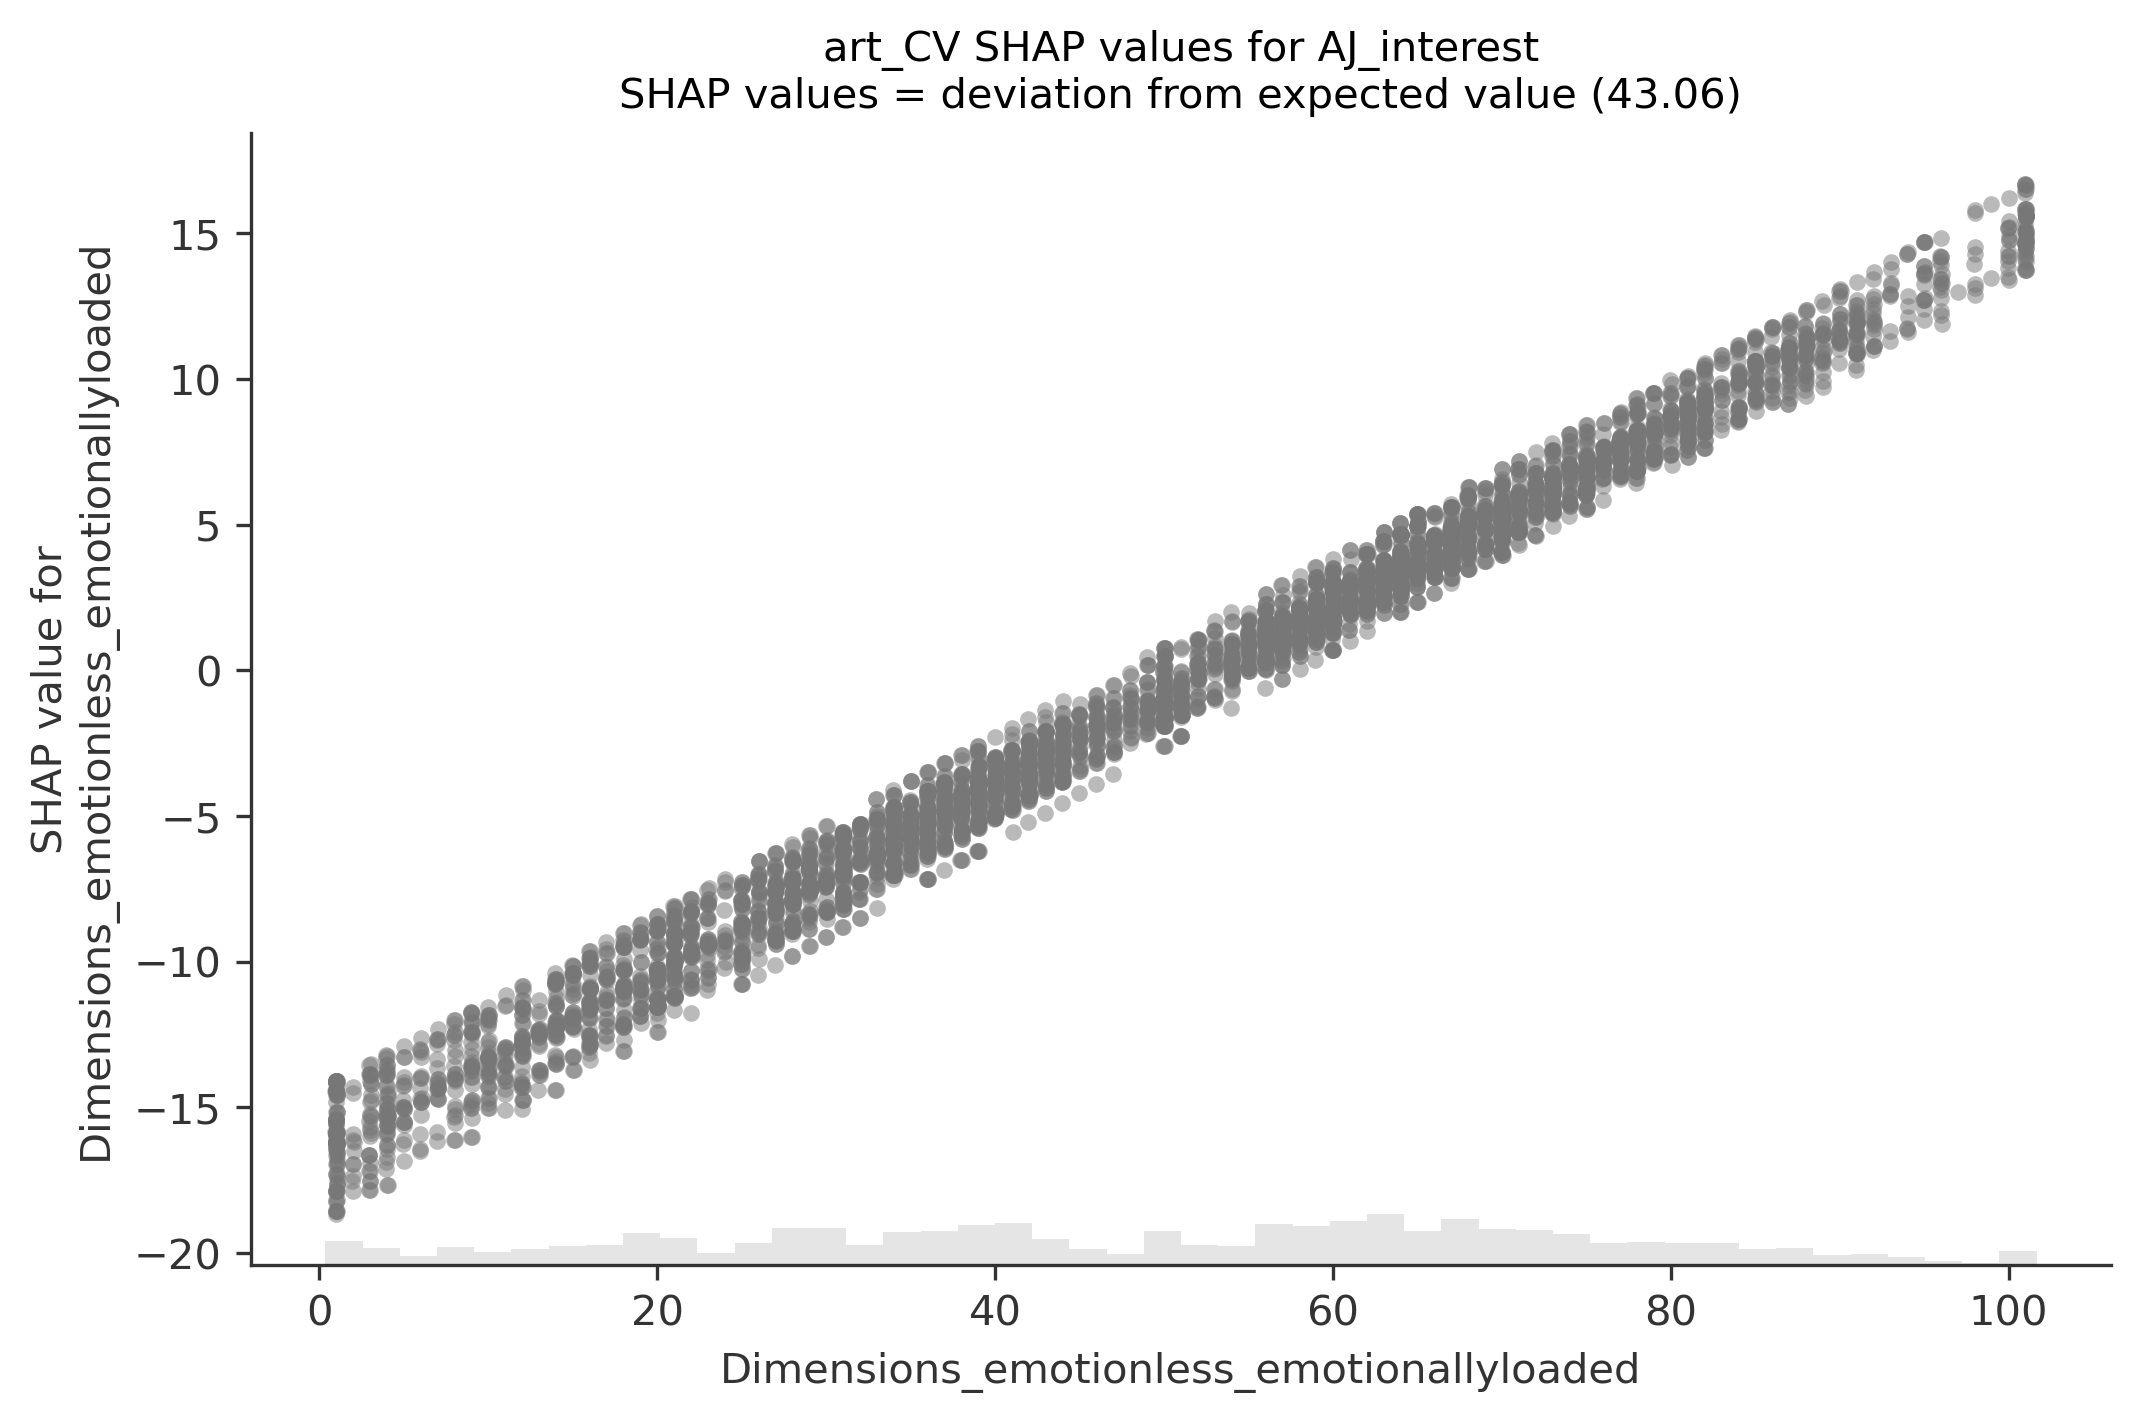 art_CV SHAP values for AJ_interest
SHAP values = deviation from expected value (43.06)
SHAP value for
Dimensions_emotionless_emotionallyloaded
15
10
5
0
−5
−10
−15
−20
0
20
40
60
80
100
Dimensions_emotionless_emotionallyloaded